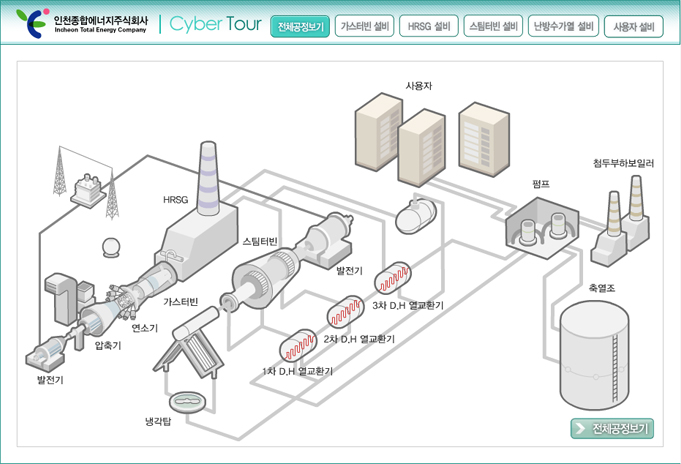 인천종합에너지주식회사
Incheon Total Energy Company
Cyber Tour
전체공정보기
가스터빈 설비
HRSG 설비
스팀터빈 설비
난방수가열 설비
사용자 설비
사용자
첨두부하보일러
펌프
HRSG
스팀터빈
발전기
축열조
가스터빈
3차 D,H 열교환기
연소기
2차 D,H 열교환기
압축기
1차 D,H 열교환기
발전기
냉각탑
전체공정보기